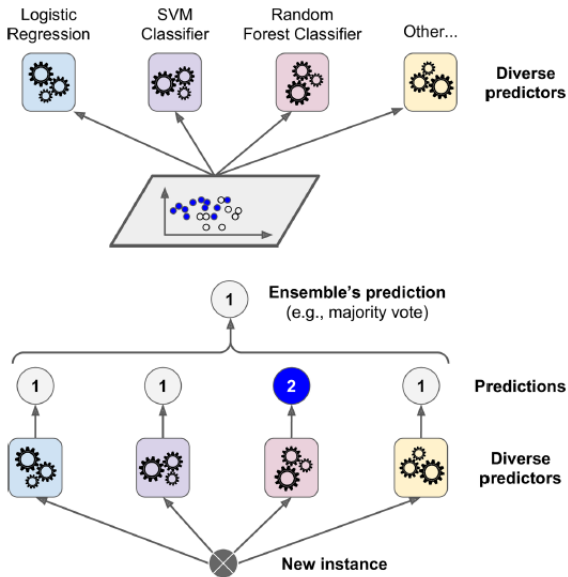 Logistic
Regression
SVM
Classifier
Random
Forest Classifier
Other...
Diverse
predictors
1
Ensemble's prediction
(e.g., majority vote)
1
1
2
1
Predictions
Diverse
predictors
New instance